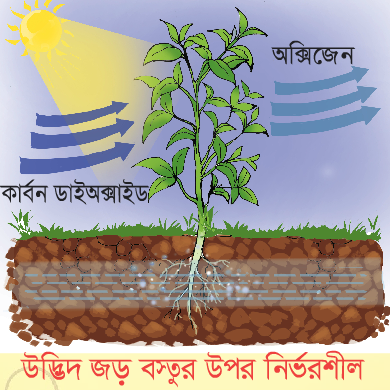 অক্সিজেন
কার্বন ডাইঅক্সাইড
উদ্ভিদ জড় বস্তুর উপর নির্ভরশীল